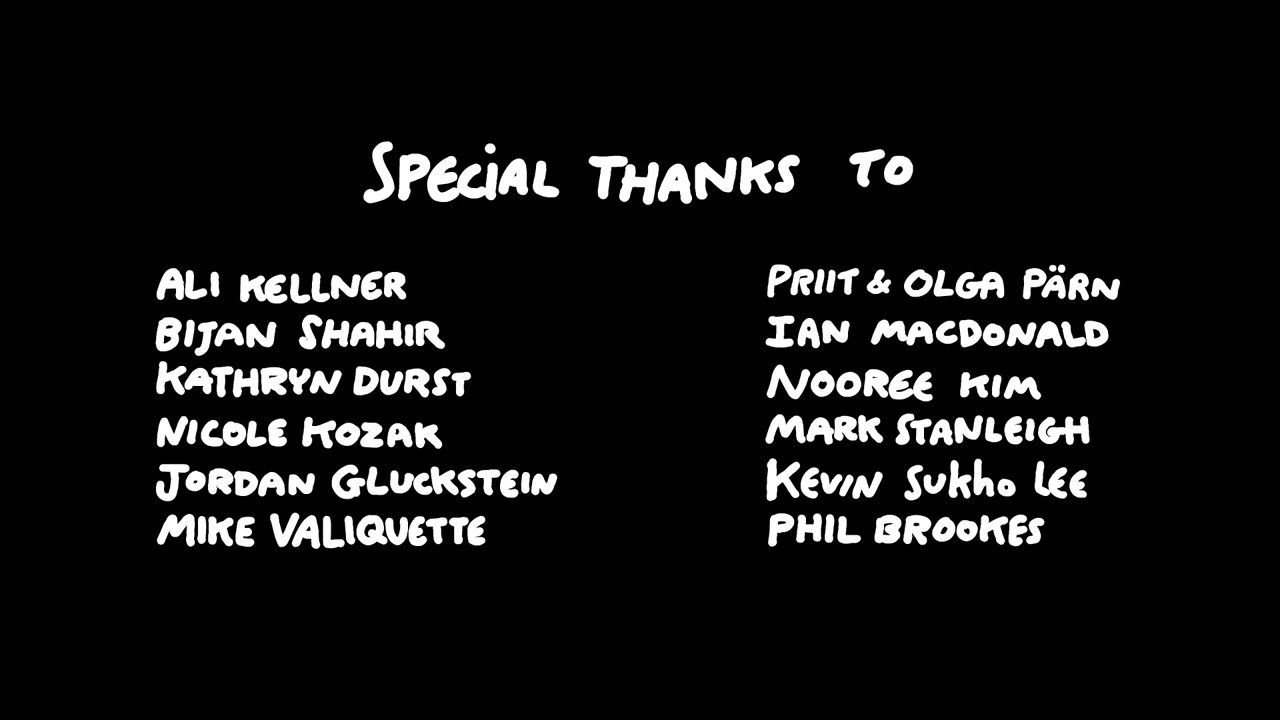 SPECiAL THANKS TO
ALI KELLNER
BIJAN SHAHIR
KATHRYN DURST
NICOLE KOZAK
JORDAN GLUCKSTEIN
MIKE VALIQUETTE
PRIIT & OLGA PÄRN
IAN MACDONALD
NOOREE KIM
MARK STANLEIGH
KEVIN Sukho LEE
PHIL BROOKES